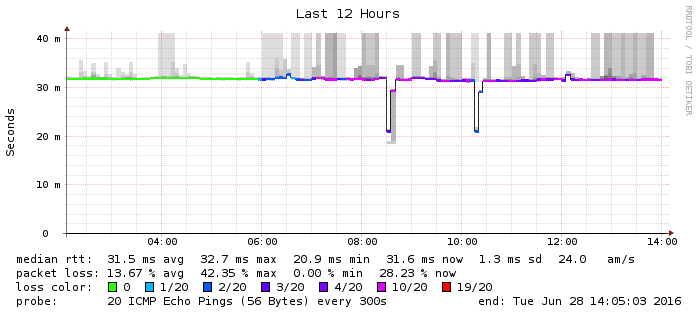 Last 12 Hours
RRDTOOL / TOBI OETIKER
Seconds
40 m
30 m
20 m
10 m
0
04:00 06:00 08:00 10:00 12:00 14:00
median rtt: 31.5 ms avg 32.7 ms max 20.9 ms min 31.6 ms now 1.3 ms sd 24.0 am/s
packet loss: 13.67 % avg 42.35 % max 0.00 % min 28.23 % now
loss color: 0 1/20 2/20 3/20 4/20 10/20 19/20
probe: 20 ICMP Echo Pings (56 Bytes) every 300s end: Tue Jun 28 14:05:03 2016